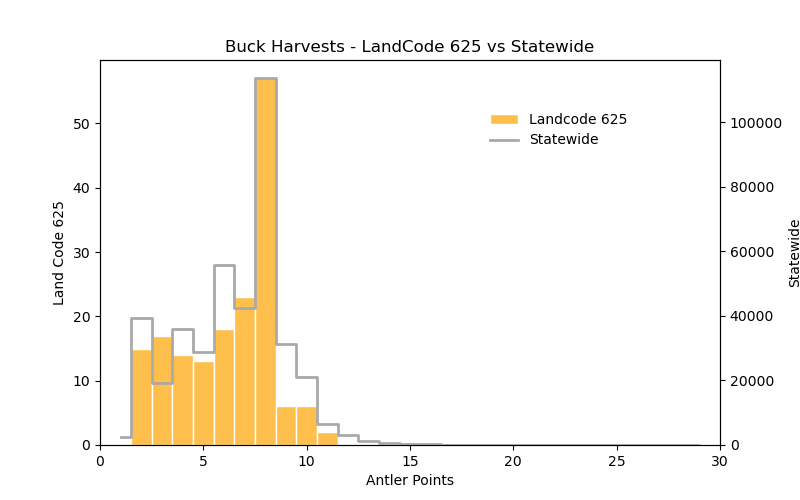 Buck Harvests - LandCode 625 vs Statewide
Landcode 625
Statewide
50
40
30
20
10
0
Land Code 625
100000
80000
60000
40000
20000
0
Statewide
0 5 10 15 20 25 30
Antler Points